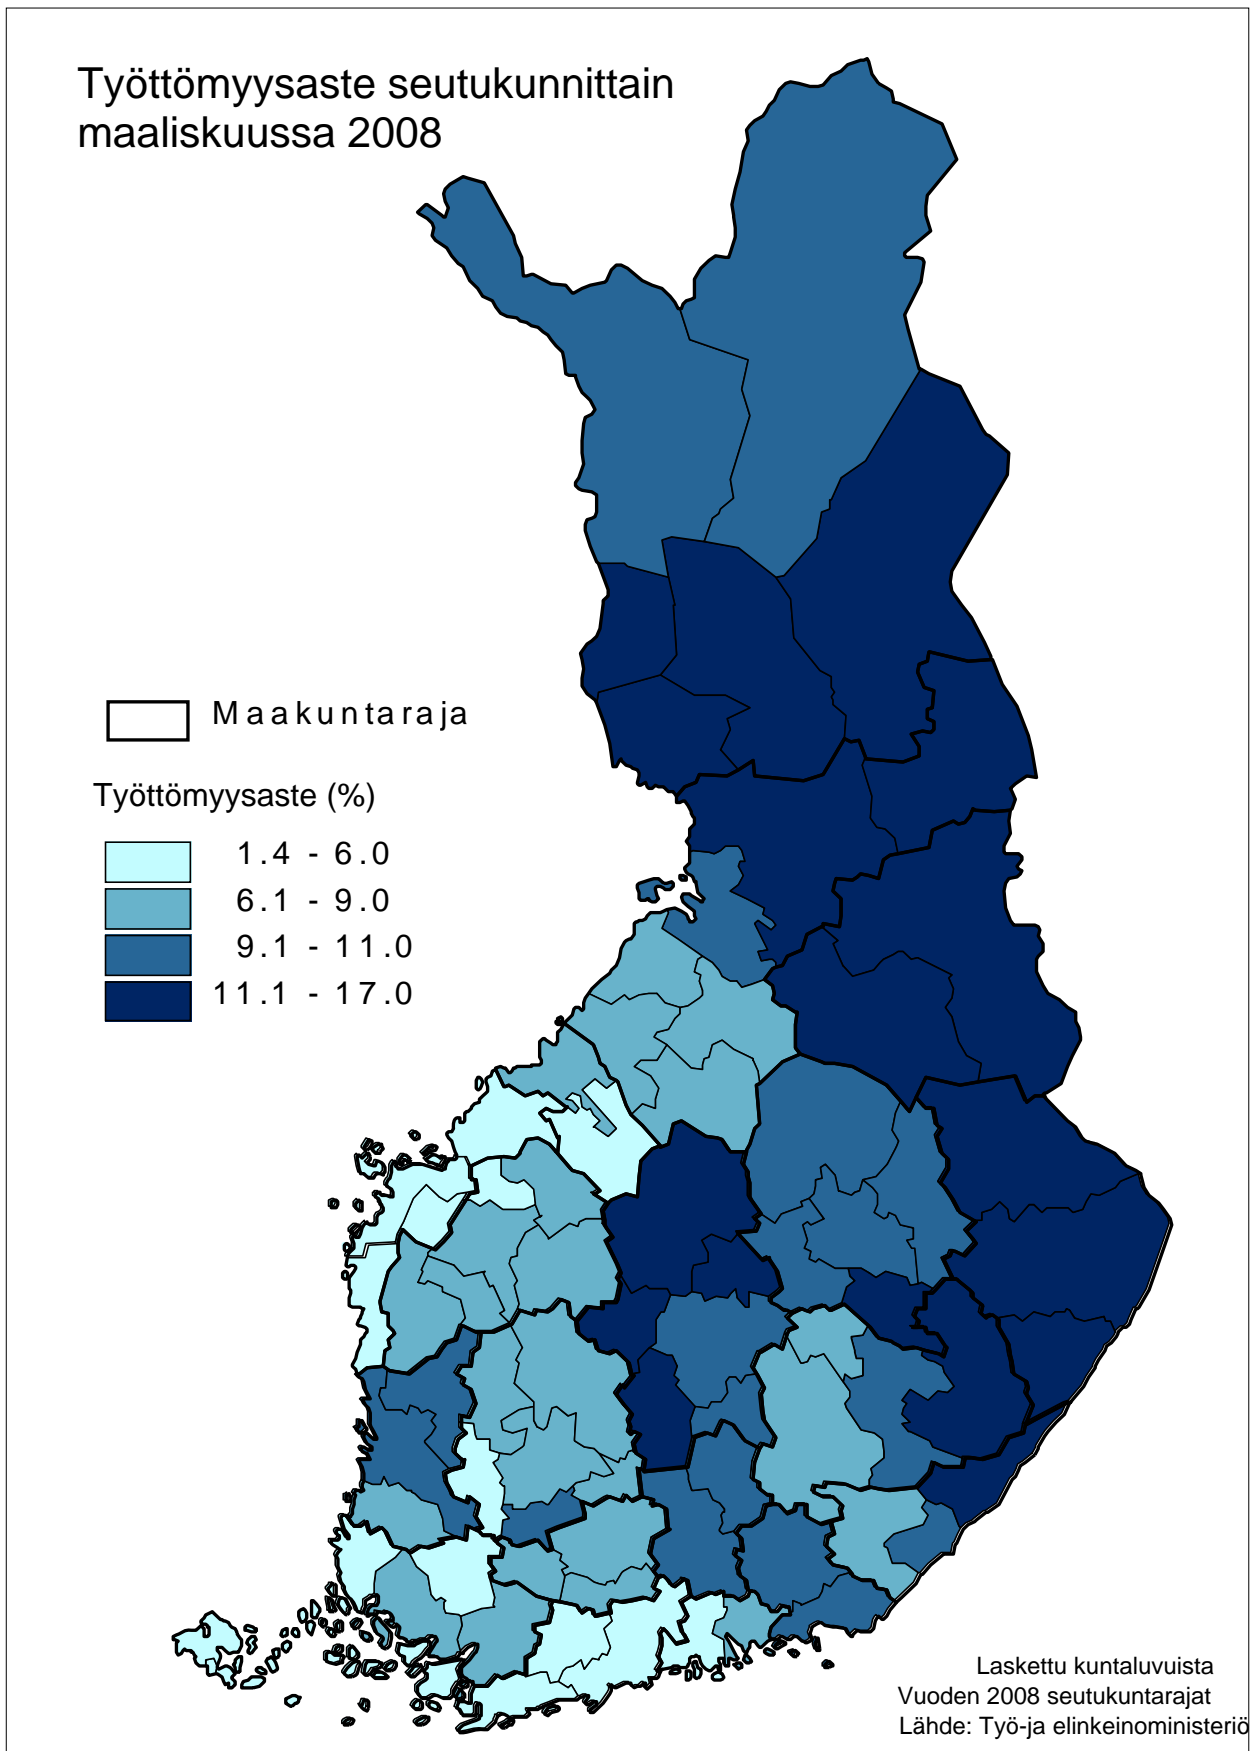 Työttömyysaste seutukunnittain
maaliskuussa 2008
Maakuntaraja
Työttömyysaste (%)
1.4 - 6.0
6.1 - 9.0
9.1 - 11.0
11.1 - 17.0
Laskettu kuntaluvuista
Vuoden 2008 seutukuntarajat
Lähde: Työ-ja elinkeinoministeriö